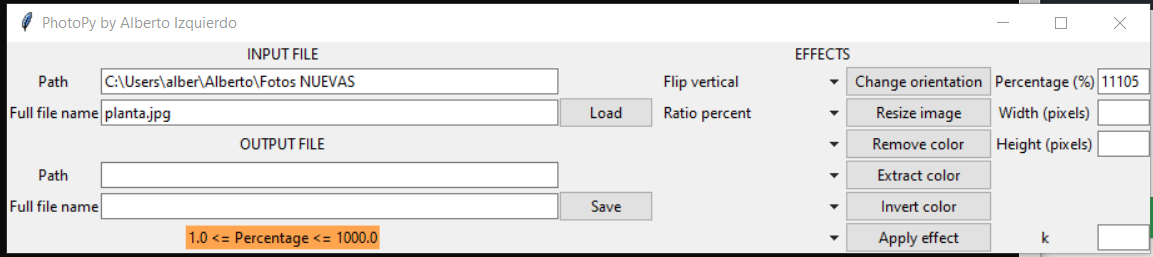 PhotoPy by Alberto Izquierdo
INPUT FILE EFFECTS
Path C:\Users\alber\Alberto\Fotos NUEVAS Flip vertical Change orientation Percentage (%) 11105
Full file name planta.jpg Load Ratio percent Resize image Width (pixels)
OUTPUT FILE Remove color Height (pixels)
Path Extract color
Full file name Save Invert color
1.0 <= Percentage <= 1000.0 Apply effect k